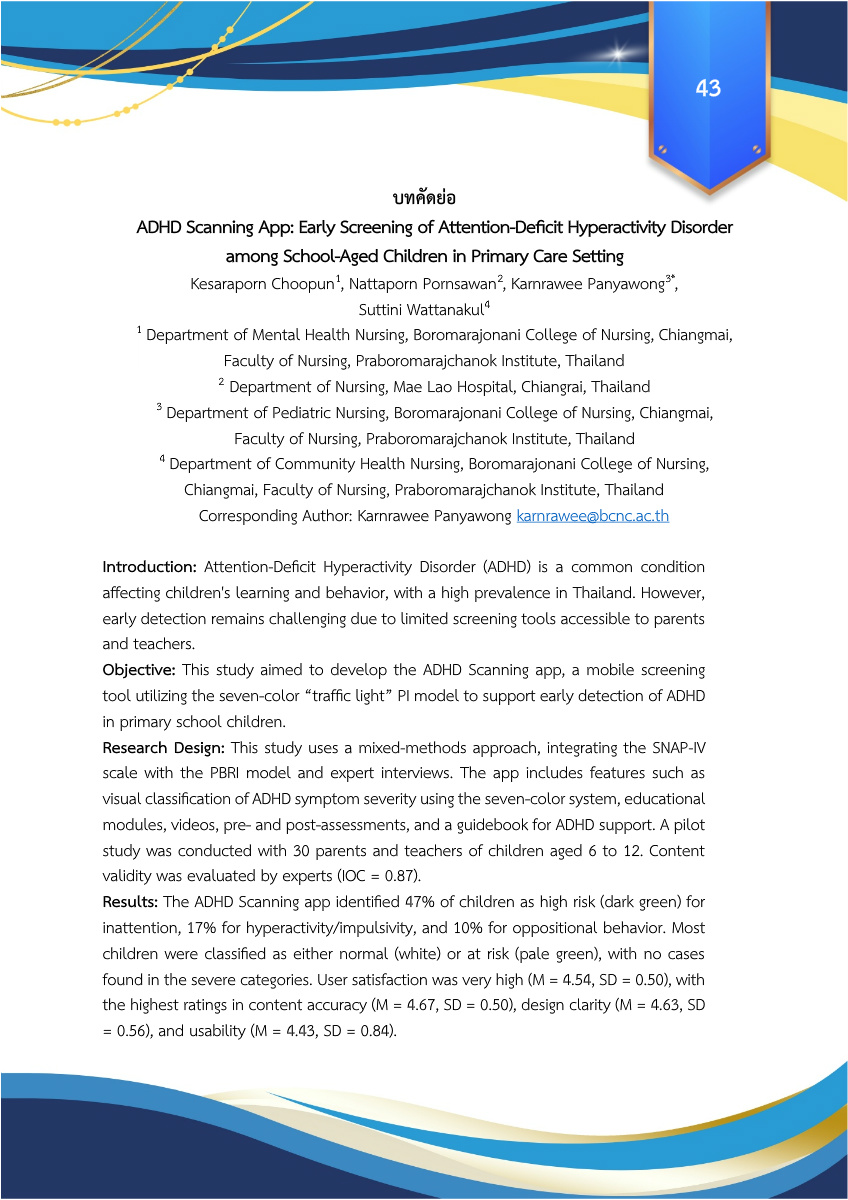 43
บทคัดย่อ
ADHD Scanning App: Early Screening of Attention-Deficit Hyperactivity Disorder
among School-Aged Children in Primary Care Setting
Kesaraporn Choopun¹, Nattaporn Pornsawan², Karnrawee Panyawong³*,
Suttini Wattanakul⁴
¹ Department of Mental Health Nursing, Boromarajonani College of Nursing, Chiangmai,
Faculty of Nursing, Praboromarajchanok Institute, Thailand
² Department of Nursing, Mae Lao Hospital, Chiangrai, Thailand
³ Department of Pediatric Nursing, Boromarajonani College of Nursing, Chiangmai,
Faculty of Nursing, Praboromarajchanok Institute, Thailand
⁴ Department of Community Health Nursing, Boromarajonani College of Nursing,
Chiangmai, Faculty of Nursing, Praboromarajchanok Institute, Thailand
Corresponding Author: Karnrawee Panyawong karnrawee@bcnc.ac.th
Introduction: Attention-Deficit Hyperactivity Disorder (ADHD) is a common condition
affecting children's learning and behavior, with a high prevalence in Thailand. However,
early detection remains challenging due to limited screening tools accessible to parents
and teachers.
Objective: This study aimed to develop the ADHD Scanning app, a mobile screening
tool utilizing the seven-color “traffic light” PI model to support early detection of ADHD
in primary school children.
Research Design: This study uses a mixed-methods approach, integrating the SNAP-IV
scale with the PBRI model and expert interviews. The app includes features such as
visual classification of ADHD symptom severity using the seven-color system, educational
modules, videos, pre- and post-assessments, and a guidebook for ADHD support. A pilot
study was conducted with 30 parents and teachers of children aged 6 to 12. Content
validity was evaluated by experts (IOC = 0.87).
Results: The ADHD Scanning app identified 47% of children as high risk (dark green) for
inattention, 17% for hyperactivity/impulsivity, and 10% for oppositional behavior. Most
children were classified as either normal (white) or at risk (pale green), with no cases
found in the severe categories. User satisfaction was very high (M = 4.54, SD = 0.50), with
the highest ratings in content accuracy (M = 4.67, SD = 0.50), design clarity (M = 4.63, SD
= 0.56), and usability (M = 4.43, SD = 0.84).